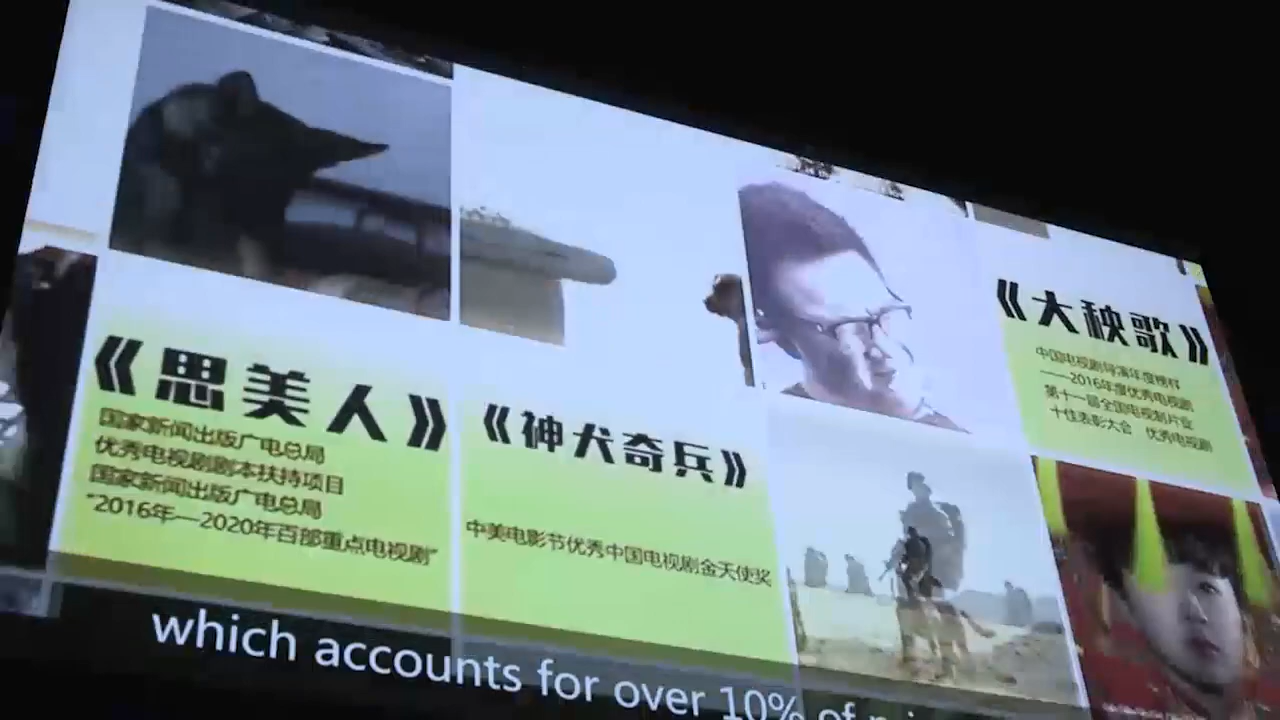 《思美人》
国家新闻出版广电总局
优秀电视剧剧本扶持项目
国家新闻出版广电总局
“2016年—2020年百部重点电视剧”
《神犬奇兵》
中美电影节优秀中国电视剧金天使奖
《大秧歌》
中国电视剧导演年度榜样
——2016年度优秀电视剧
第十一届全国电视制片业
十佳表彰大会 优秀电视剧
which accounts for over 10% of